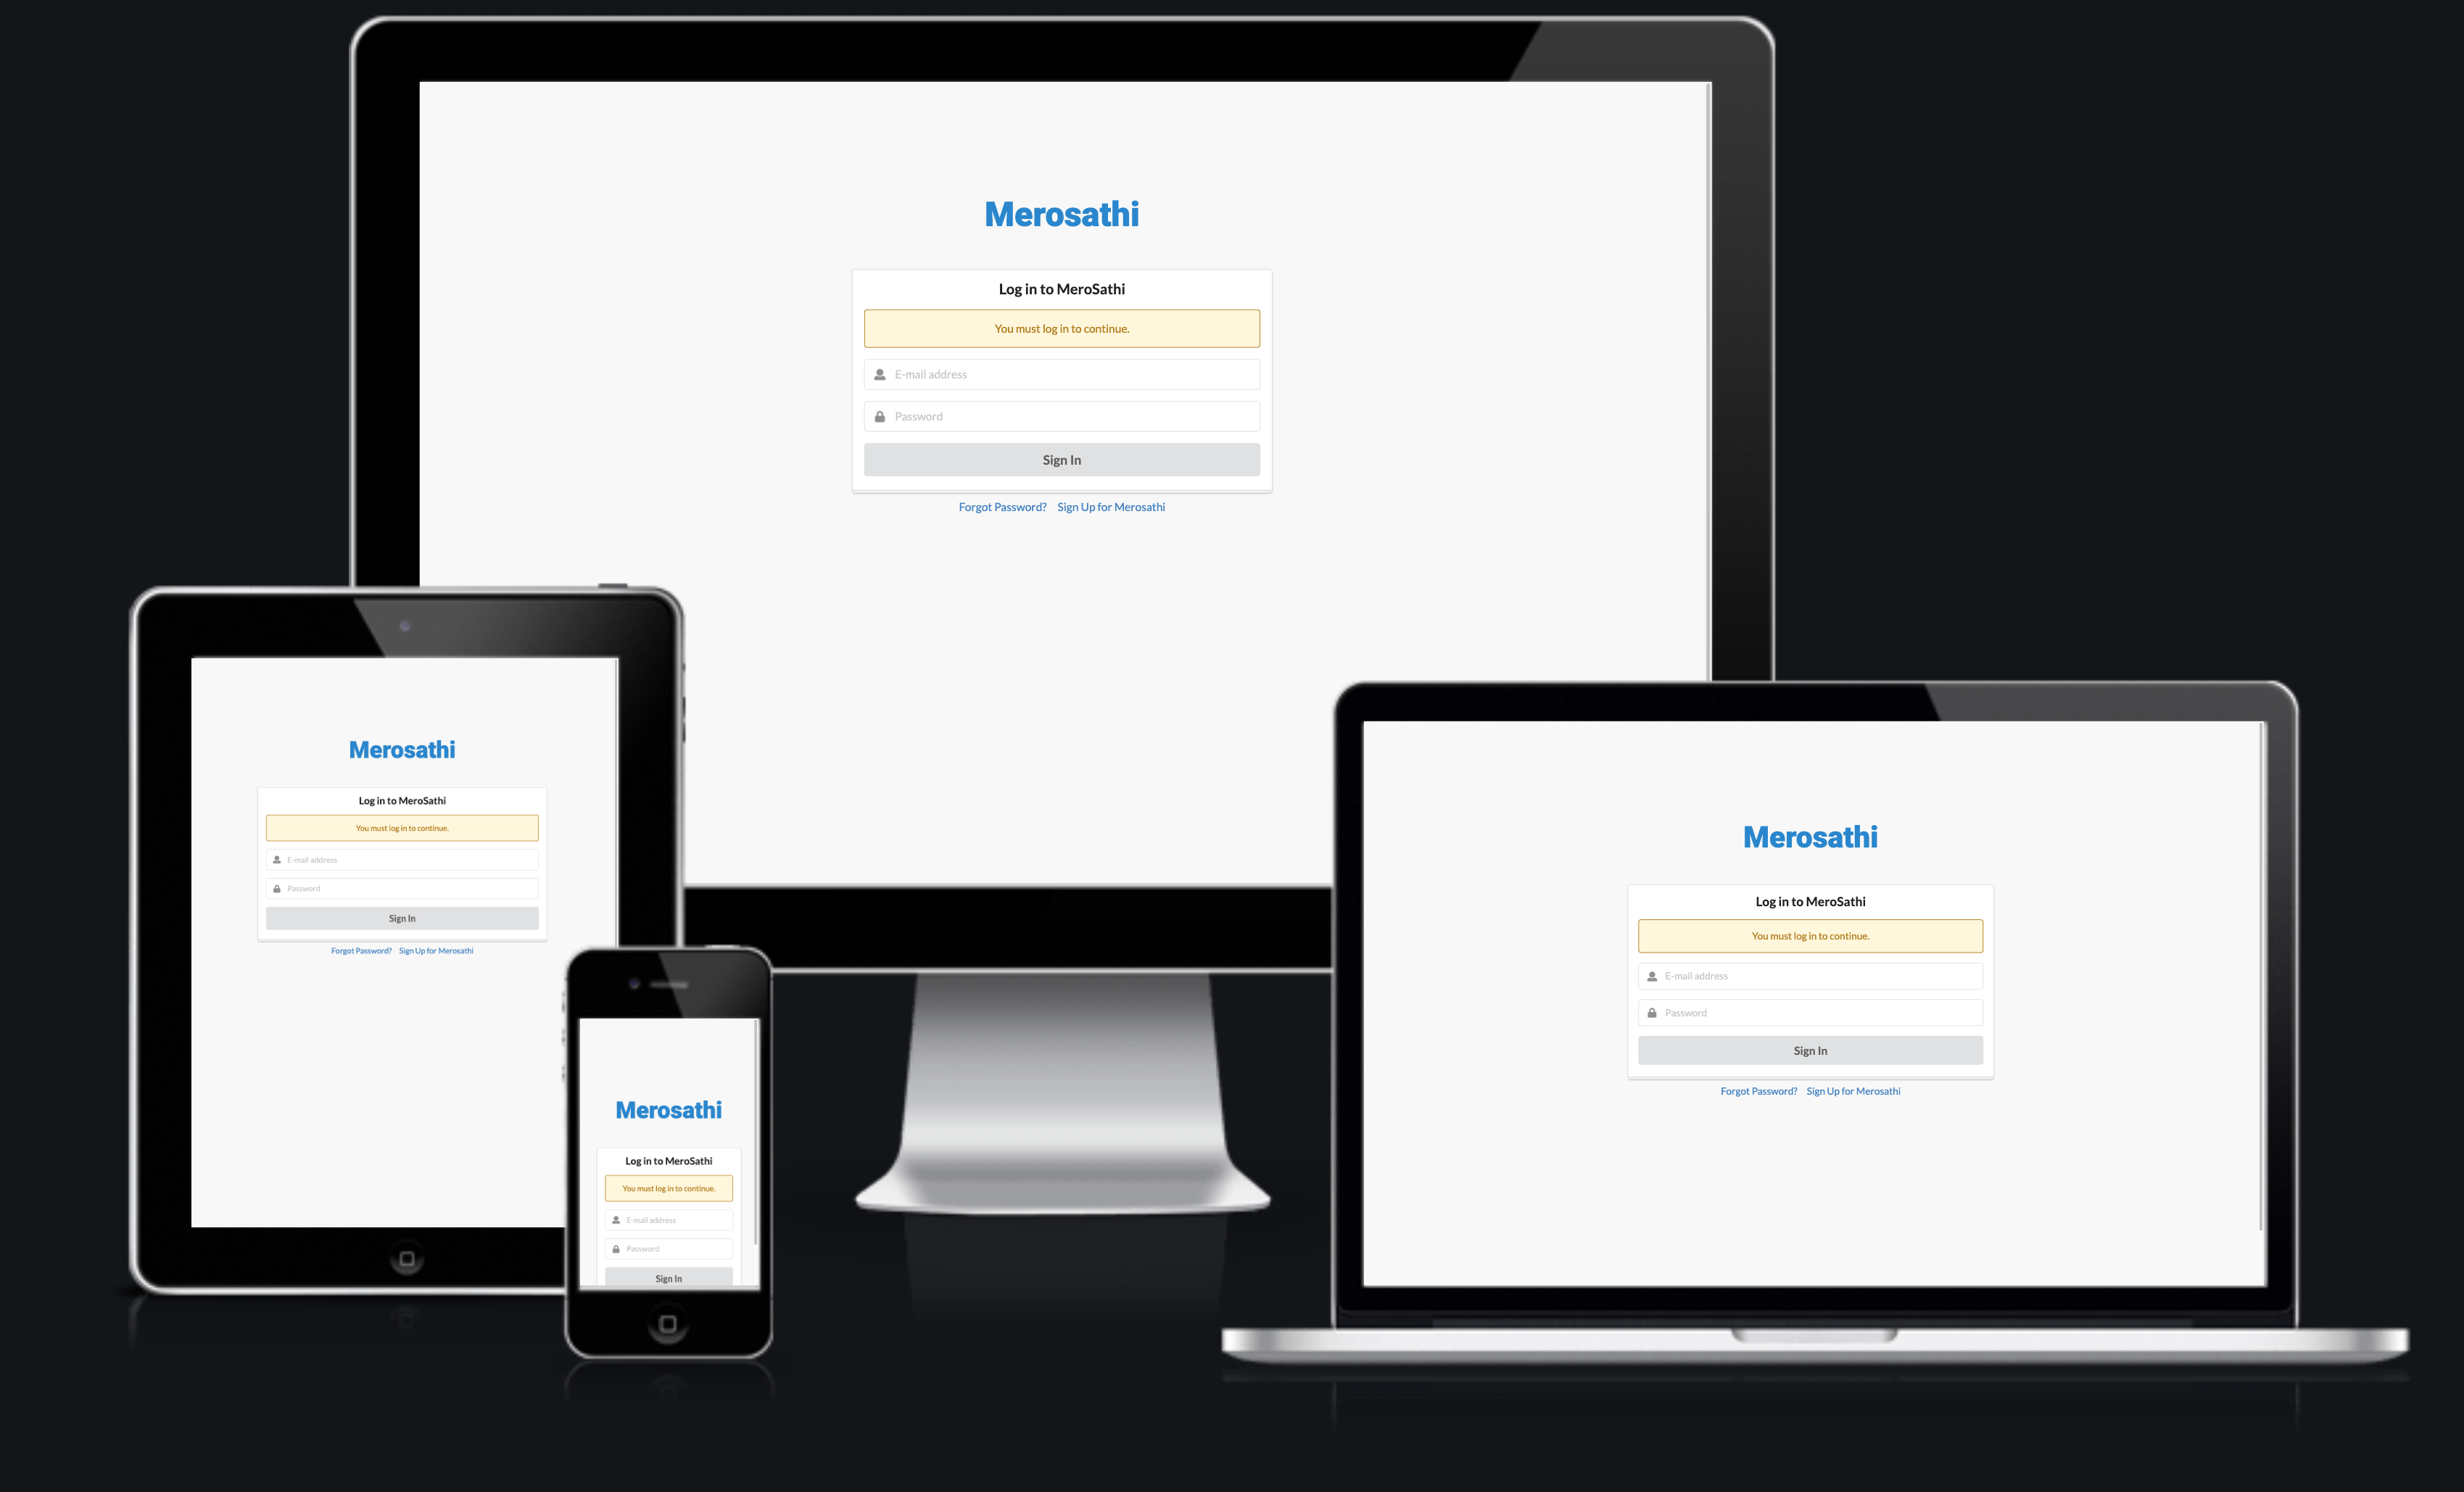 Merosathi
Log in to MeroSathi
You must log in to continue.
E-mail address
Password
Sign In
Forgot Password? Sign Up for Merosathi
Merosathi
Log in to MeroSathi
You must log in to continue.
E-mail address
Password
Sign In
Forgot Password? Sign Up for Merosathi
Merosathi
Log in to MeroSathi
You must log in to continue.
E-mail address
Password
Sign In
Merosathi
Log in to MeroSathi
You must log in to continue.
E-mail address
Password
Sign In
Forgot Password? Sign Up for Merosathi